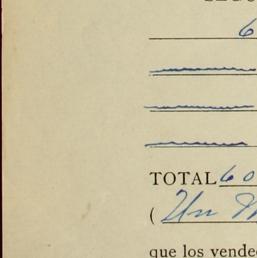 6
TOTAL 60
( Un M
que los vende